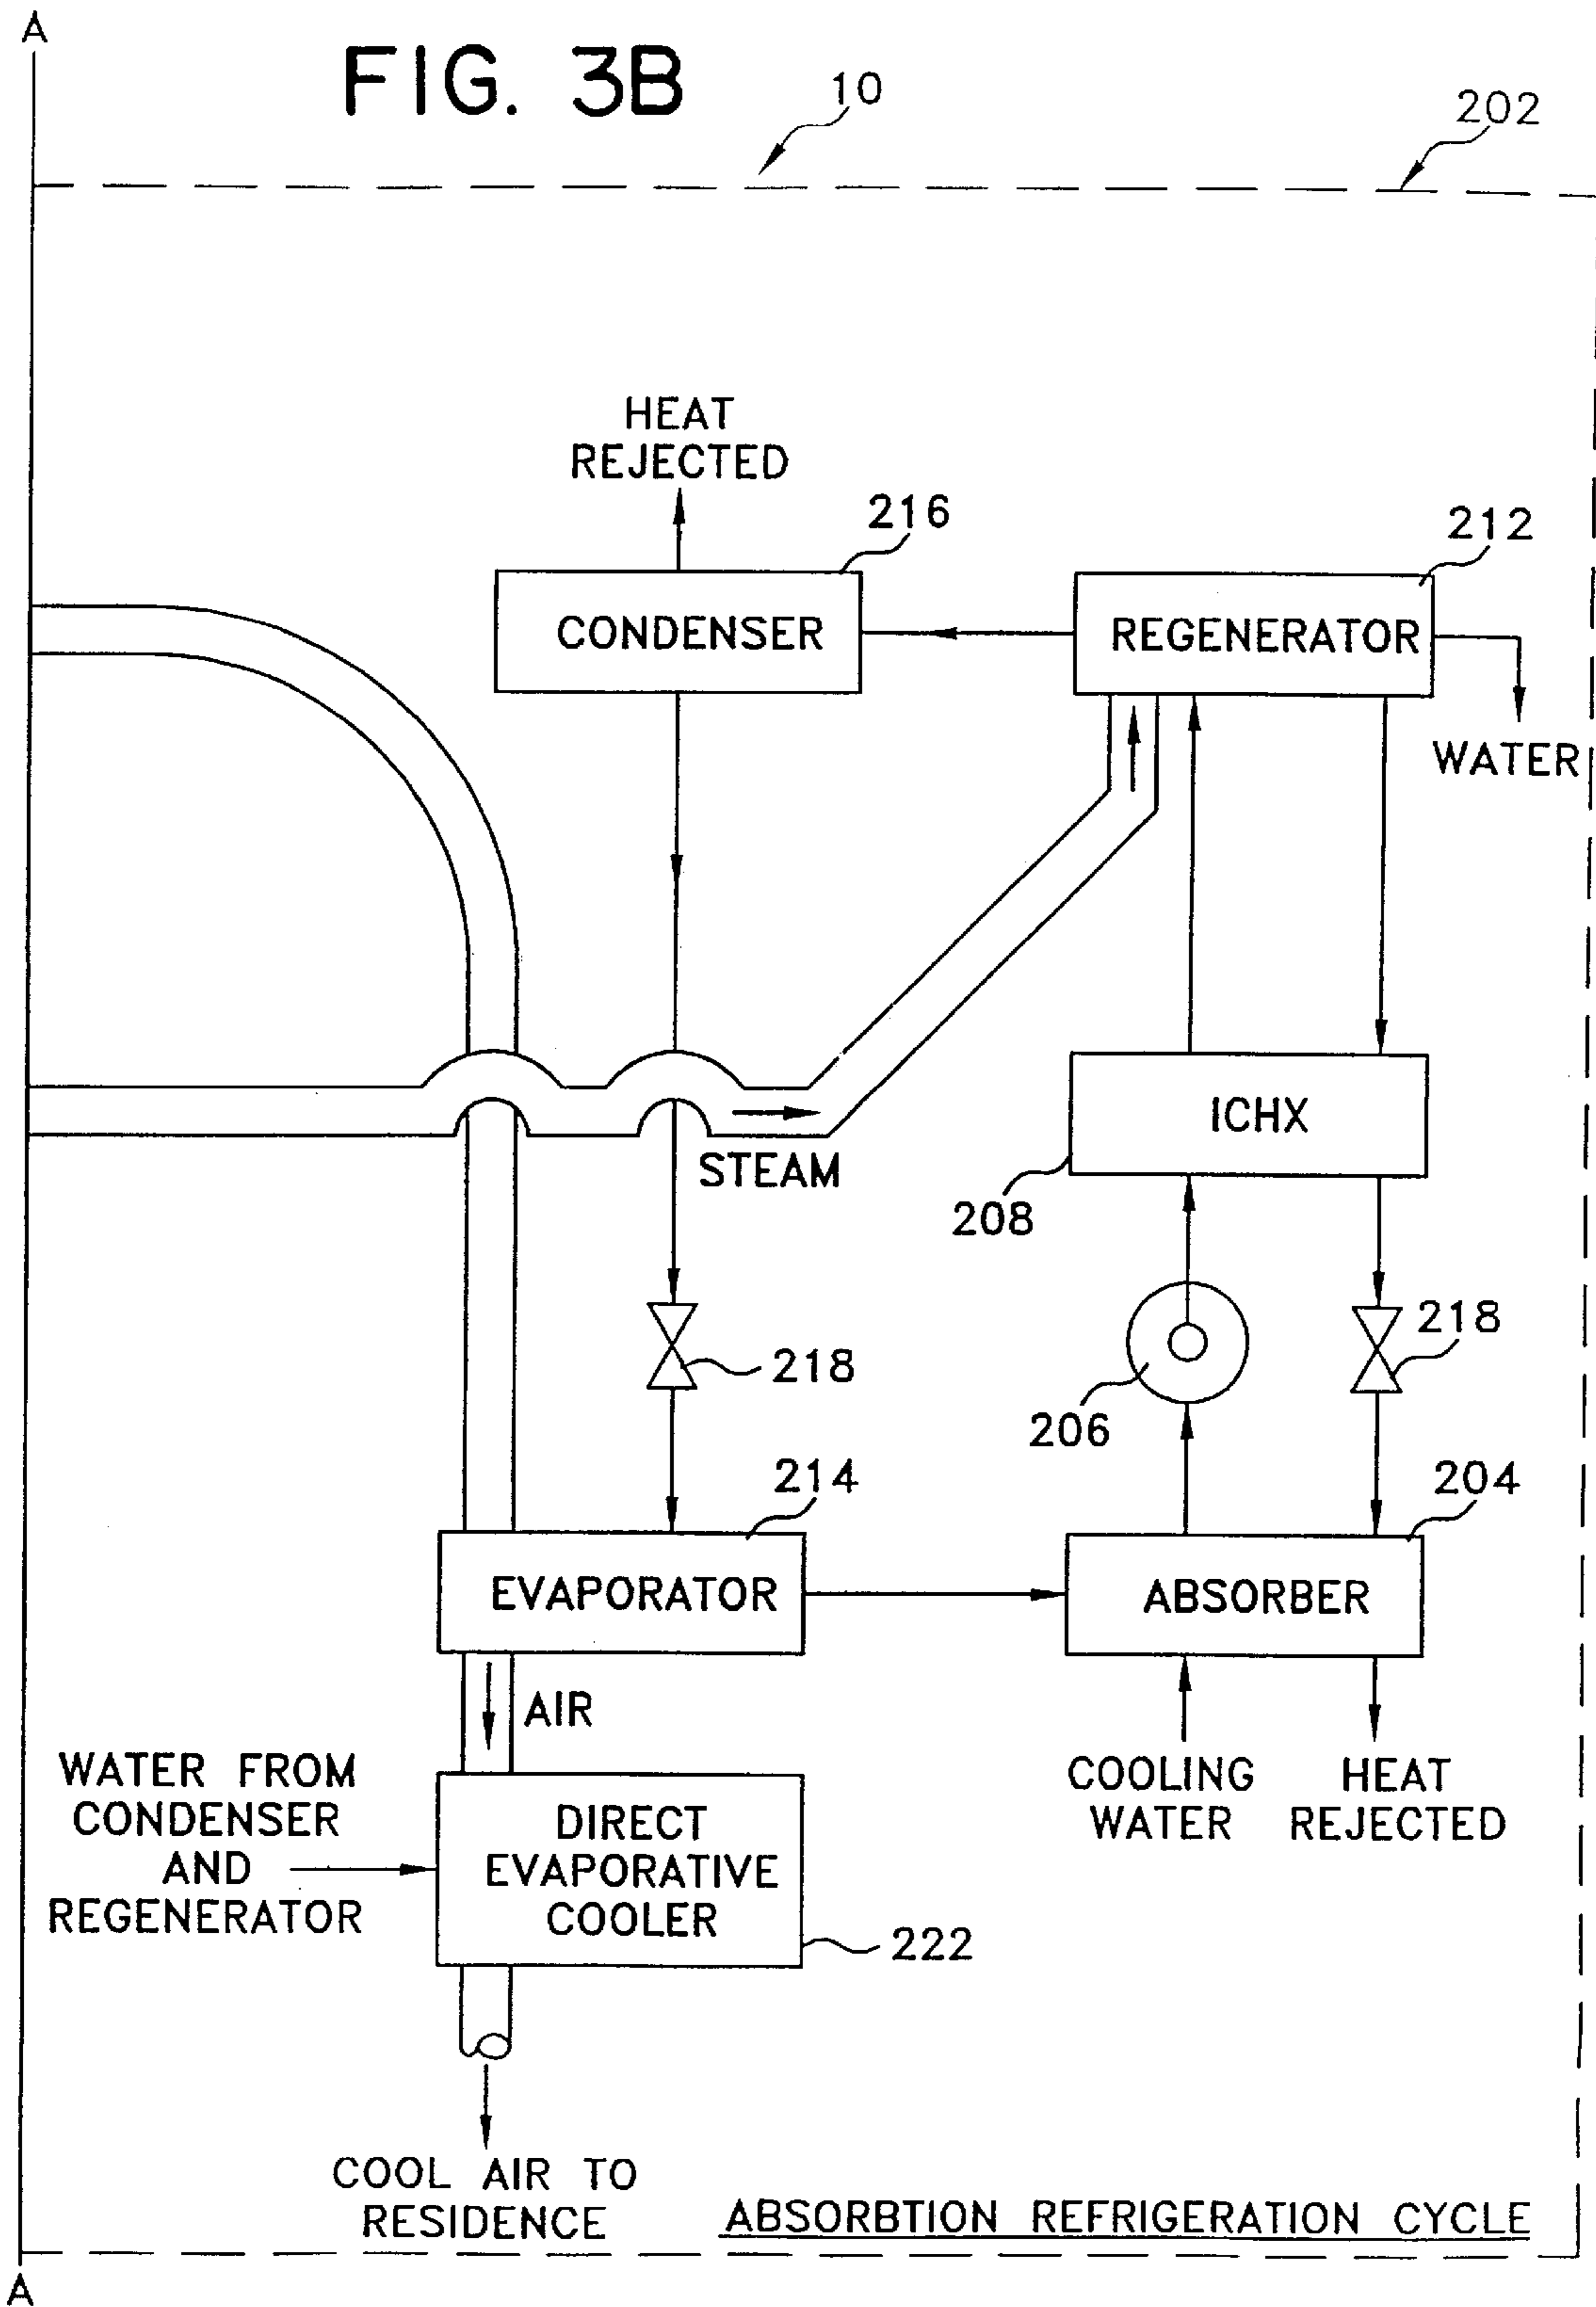 A
FIG. 3B
10
202
HEAT
REJECTED
216
212
CONDENSER
REGENERATOR
WATER
ICHX
STEAM
208
218
218
206
214
204
EVAPORATOR
ABSORBER
AIR
WATER FROM
CONDENSER
AND
REGENERATOR
COOLING
WATER
HEAT
REJECTED
DIRECT
EVAPORATIVE
COOLER
222
COOL AIR TO
RESIDENCE
ABSORBTION REFRIGERATION CYCLE
A